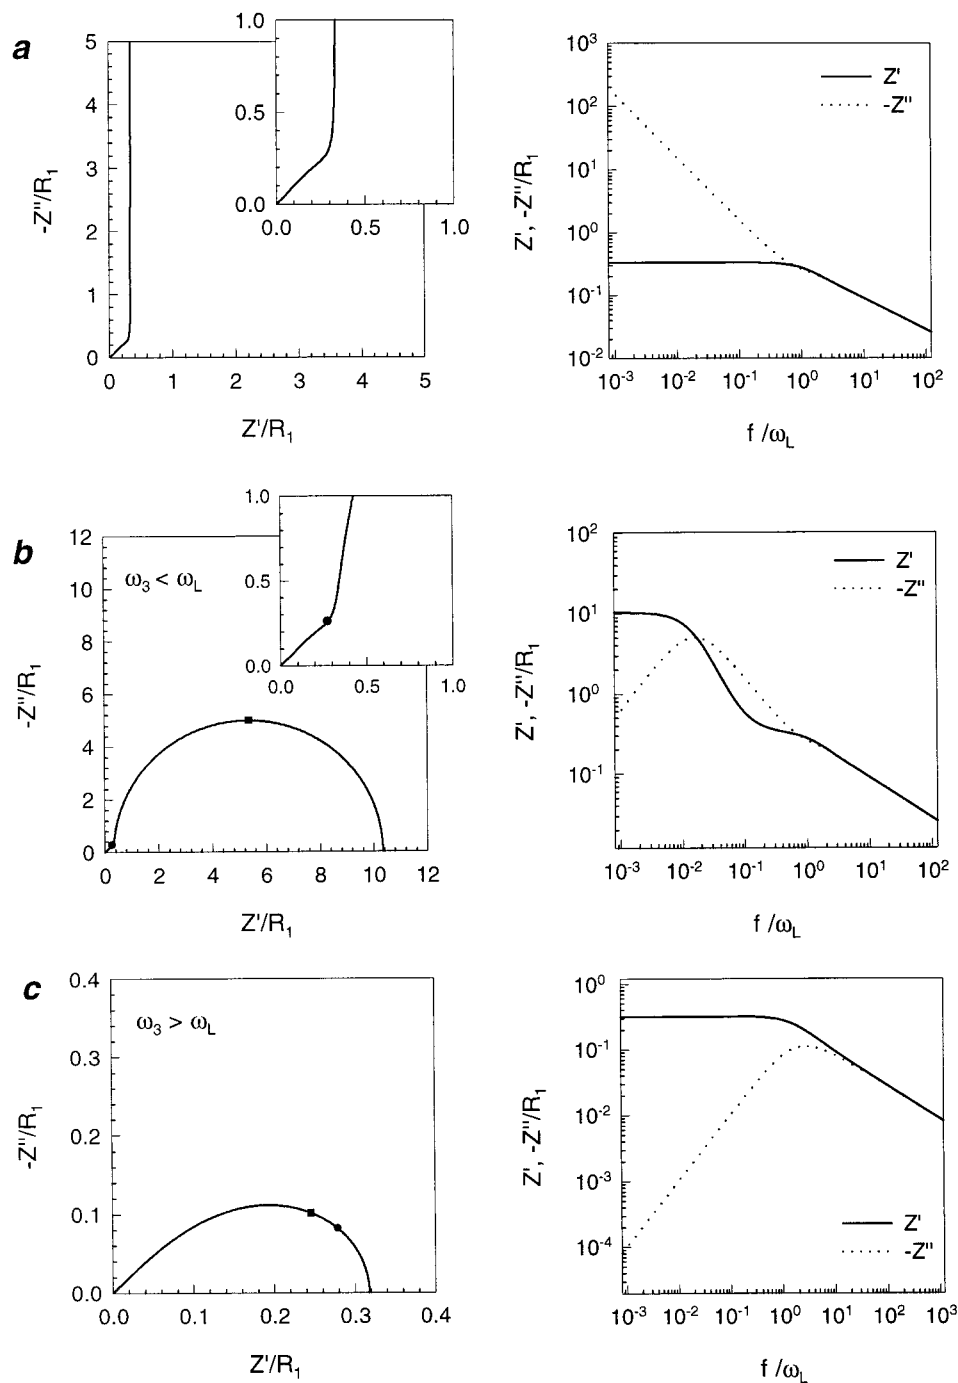 a
5
4
3
2
1
0
-Z''/R₁
0 1 2 3 4 5
Z'/R₁
1.0
0.5
0.0
0.0 0.5 1.0
10³
10²
10¹
10⁰
10⁻¹
10⁻²
Z', -Z''/R₁
Z'
-Z''
10⁻³ 10⁻² 10⁻¹ 10⁰ 10¹ 10²
f/ω_L
b
12
10
8
6
4
2
0
-Z''/R₁
ω₃ < ω_L
0 2 4 6 8 10 12
Z'/R₁
1.0
0.5
0.0
0.0 0.5 1.0
10²
10¹
10⁰
10⁻¹
Z', -Z''/R₁
Z'
-Z''
10⁻³ 10⁻² 10⁻¹ 10⁰ 10¹ 10²
f/ω_L
c
0.4
0.3
0.2
0.1
0.0
-Z''/R₁
ω₃ > ω_L
0.0 0.1 0.2 0.3 0.4
Z'/R₁
10⁰
10⁻¹
10⁻²
10⁻³
10⁻⁴
Z', -Z''/R₁
Z'
-Z''
10⁻³ 10⁻² 10⁻¹ 10⁰ 10¹ 10² 10³
f/ω_L